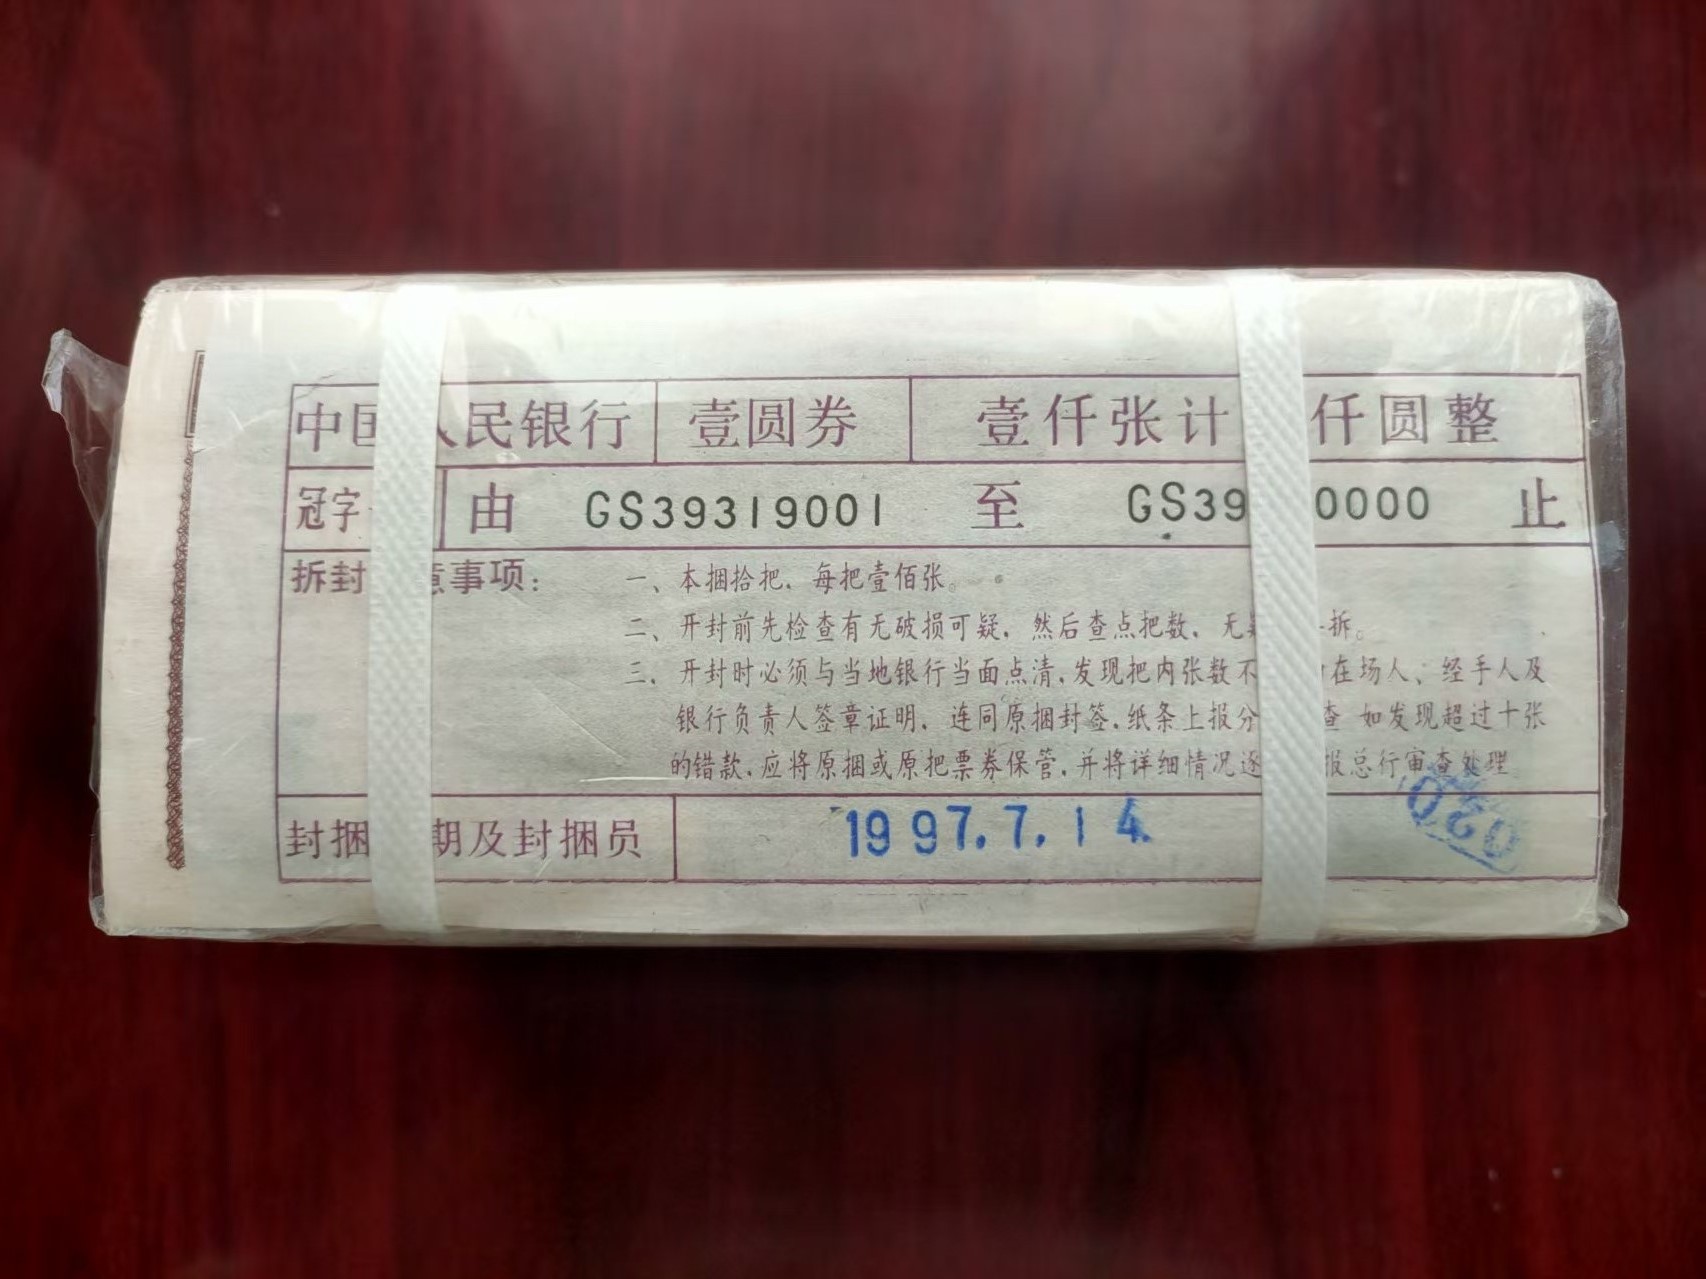 中国人民银行 壹圆券 壹仟张计 仟圆整
冠字 由 GS39319001 至 GS39 0000 止
拆封 意事项： 一、本捆拾把，每把壹佰张。
二、开封前先检查有无破损可疑，然后查点把数，无 拆。
三、开封时必须与当地银行当面点清，发现把内张数不 在场人、经手人及
银行负责人签章证明，连同原捆封签，纸条上报分 查 如发现超过十张
的错款，应将原捆或原把票券保管，并将详细情况逐 报总行审查处理
封捆 期及封捆员 1997.7.14.
020